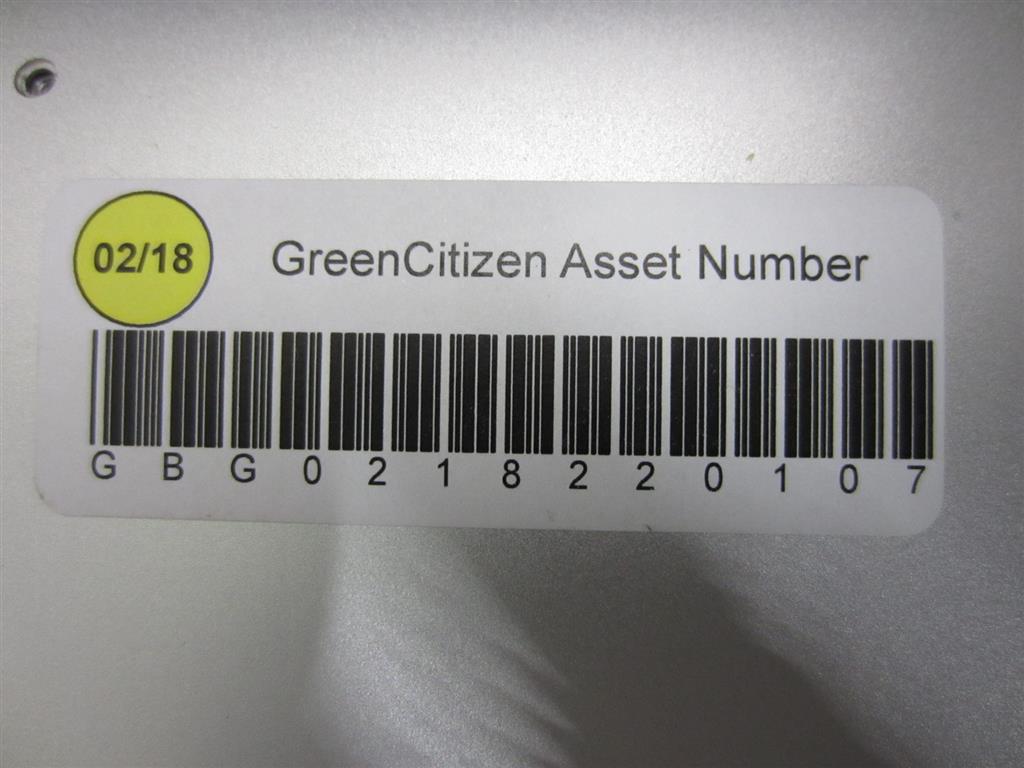 02/18
GreenCitizen Asset Number
G B G 0 2 1 8 2 2 0 1 0 7